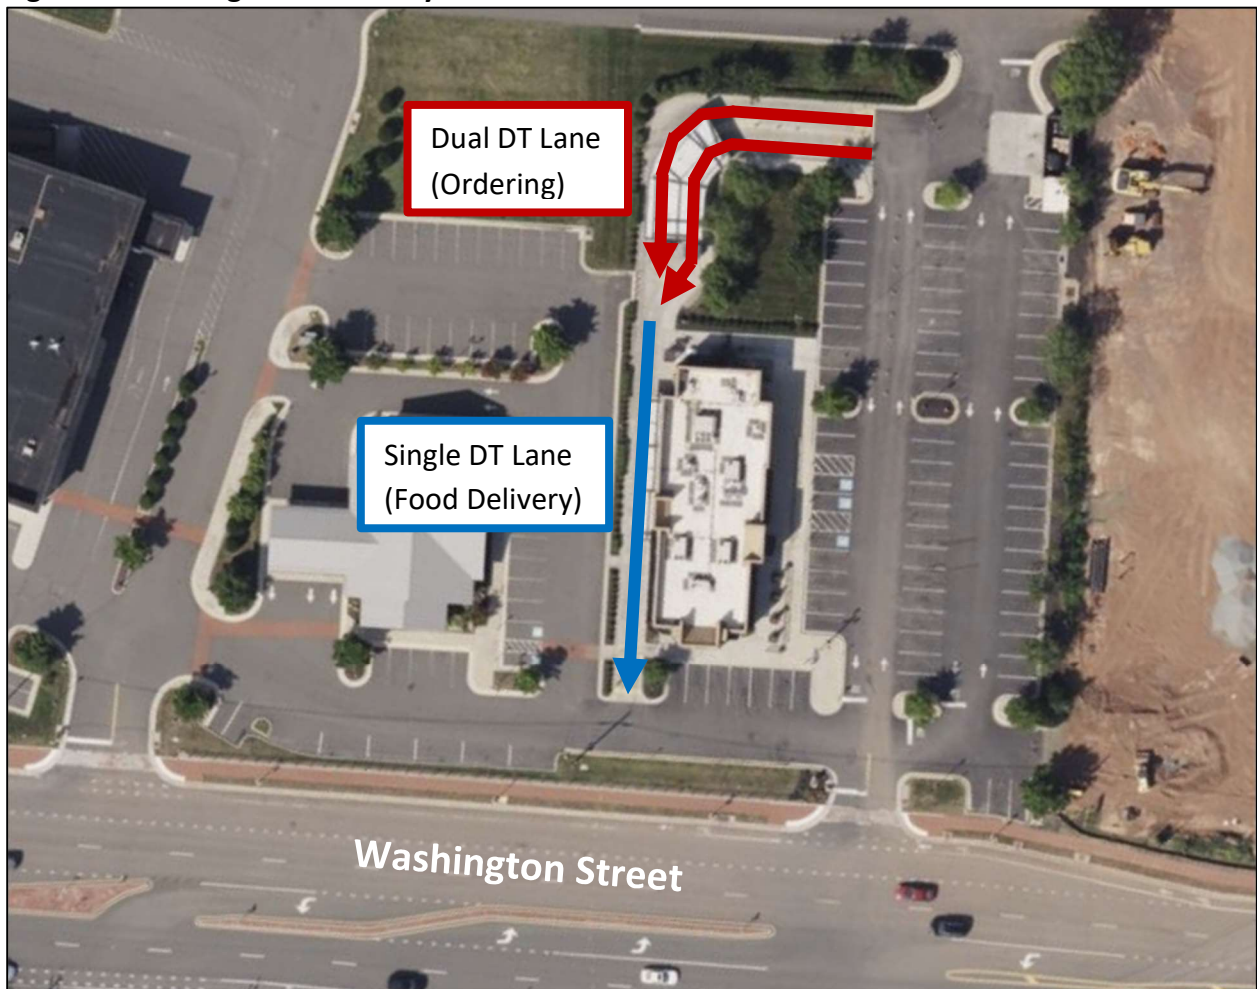 Dual DT Lane
(Ordering)
Single DT Lane
(Food Delivery)
Washington Street